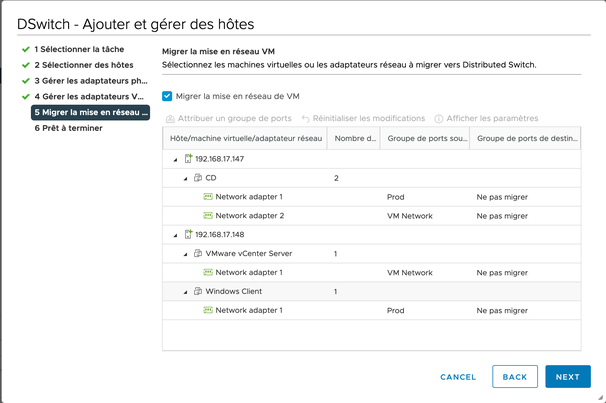 DSwitch - Ajouter et gérer des hôtes
1 Sélectionner la tâche
2 Sélectionner des hôtes
3 Gérer les adaptateurs ph...
4 Gérer les adaptateurs V...
5 Migrer la mise en réseau ...
6 Prêt à terminer
Migrer la mise en réseau VM
Sélectionnez les machines virtuelles ou les adaptateurs réseau à migrer vers Distributed Switch.
Migrer la mise en réseau de VM
Attribuer un groupe de ports Réinitialiser les modifications Afficher les paramètres
Hôte/machine virtuelle/adaptateur réseau Nombre d... Groupe de ports sou... Groupe de ports de destin...
192.168.17.147
CD 2
Network adapter 1 Prod Ne pas migrer
Network adapter 2 VM Network Ne pas migrer
192.168.17.148
VMware vCenter Server 1
Network adapter 1 VM Network Ne pas migrer
Windows Client 1
Network adapter 1 Prod Ne pas migrer
CANCEL BACK NEXT